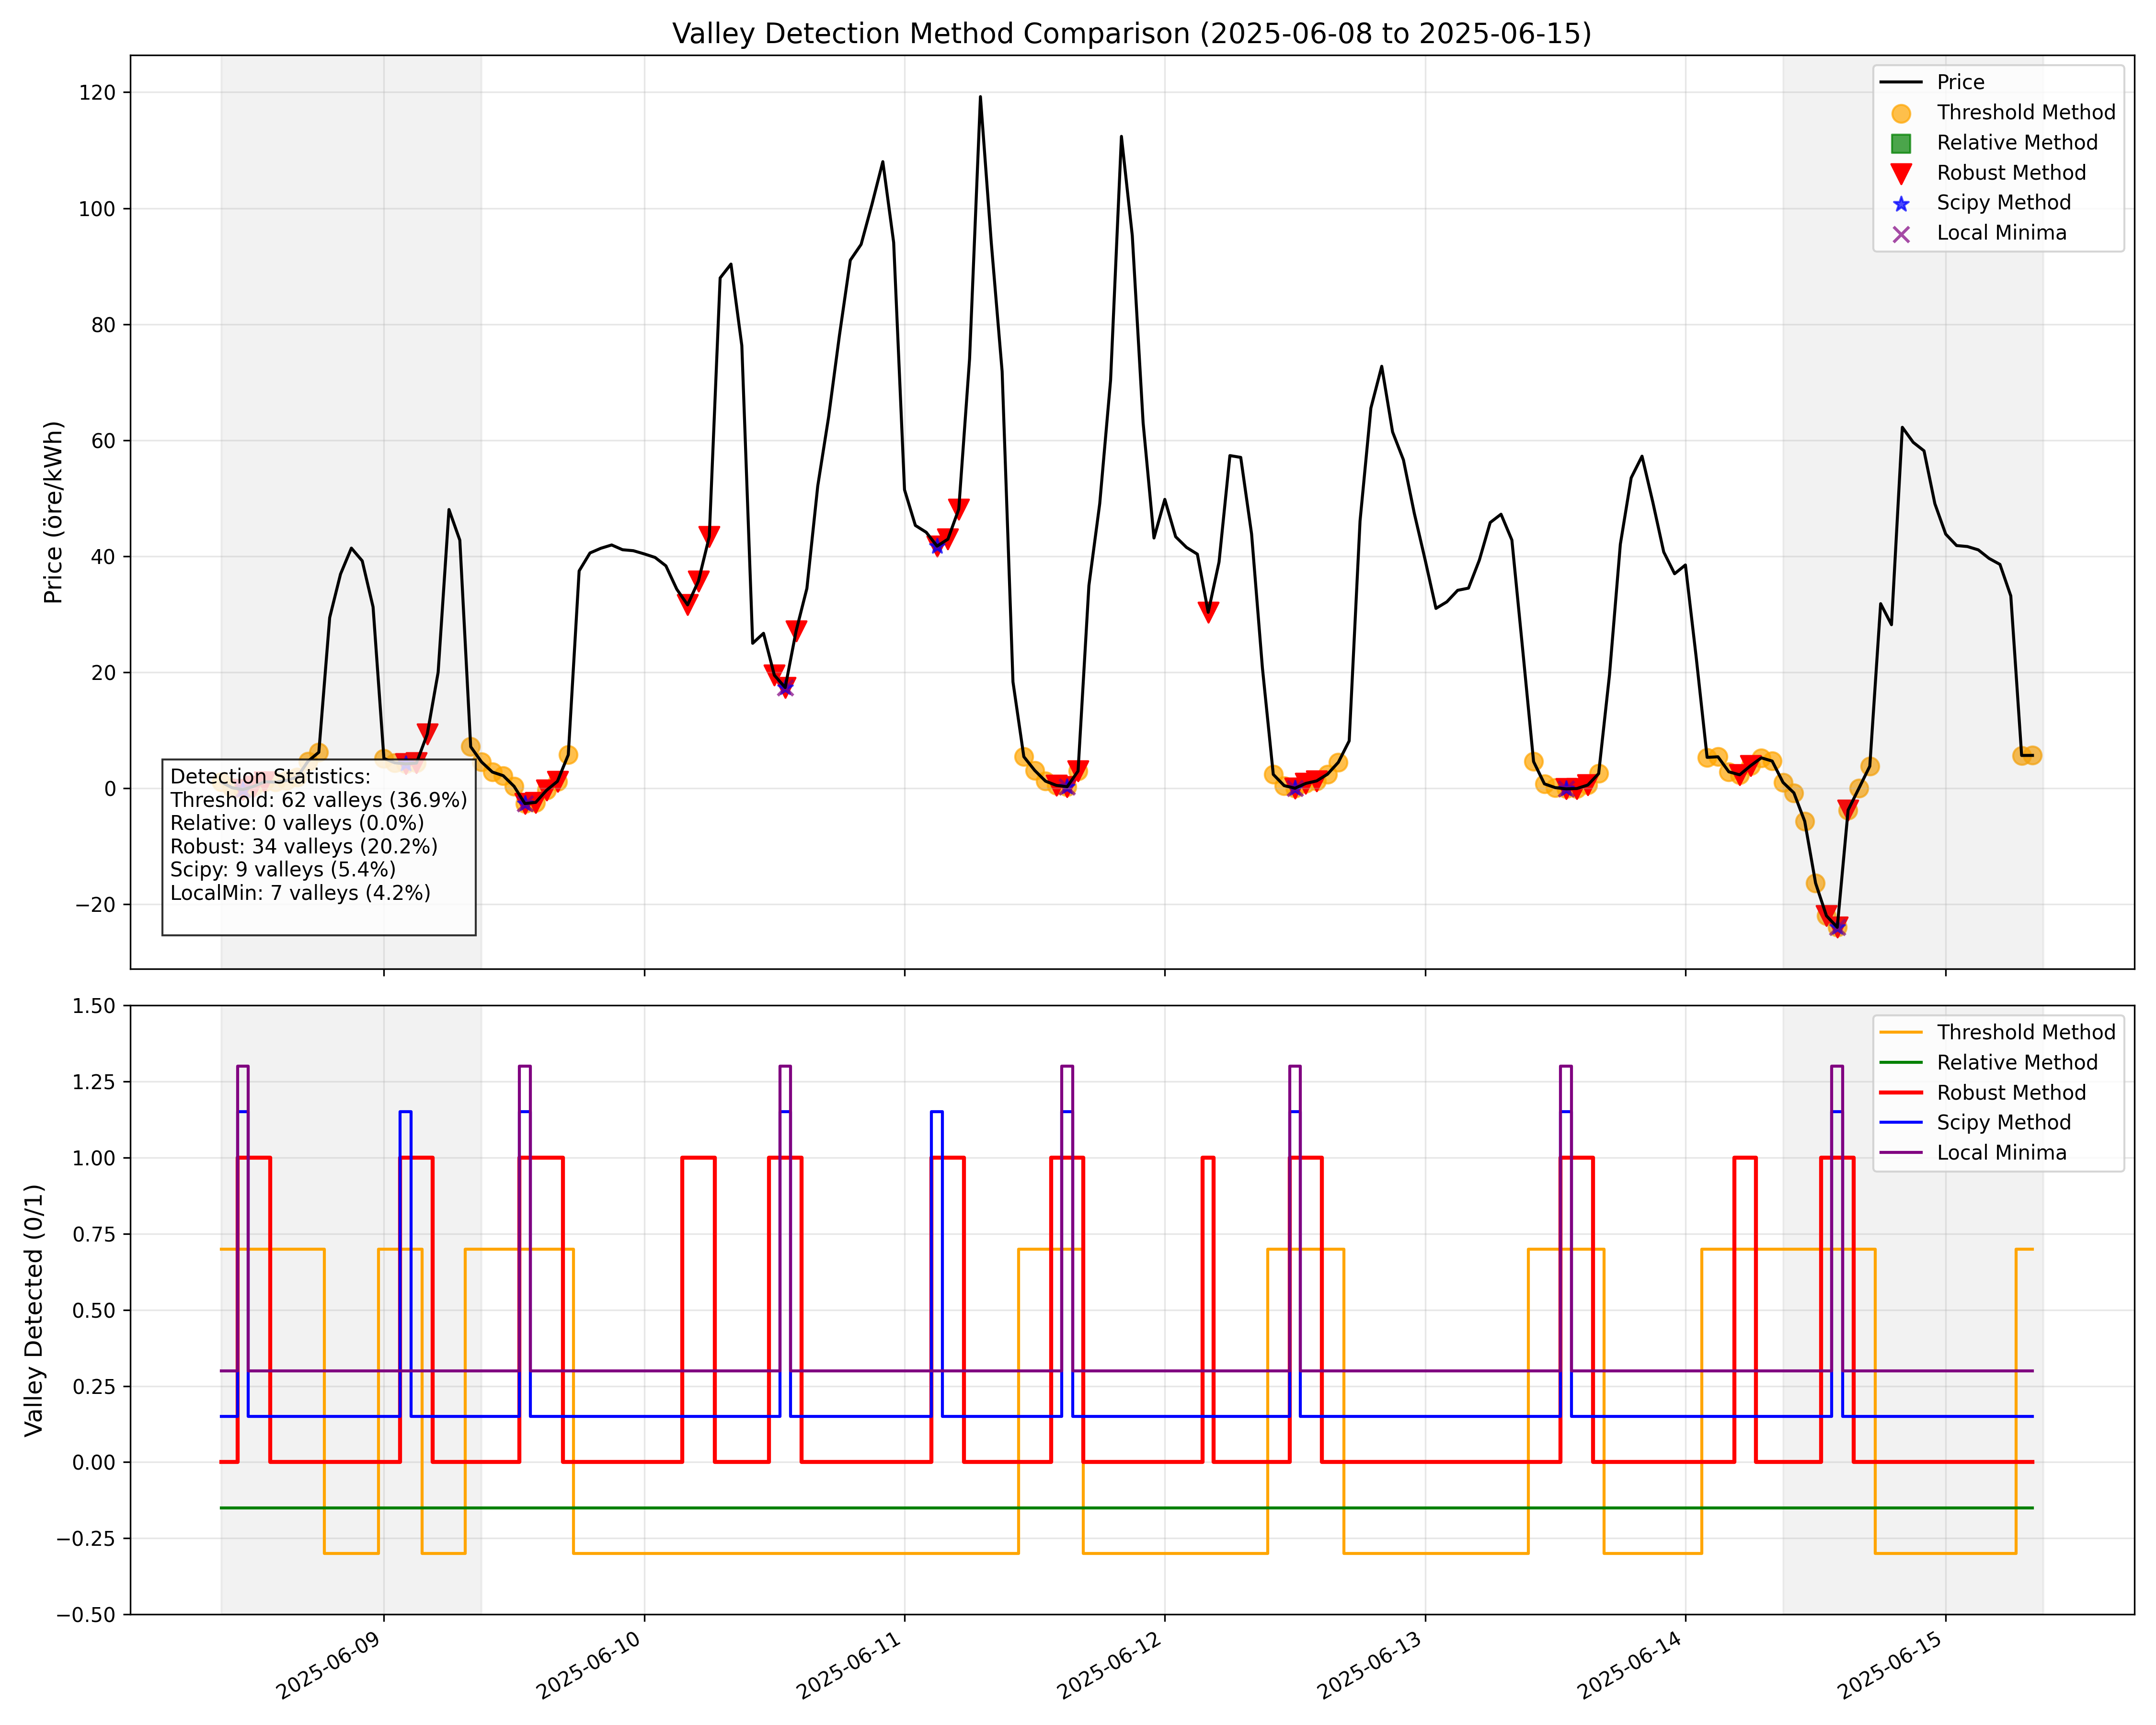 Valley Detection Method Comparison (2025-06-08 to 2025-06-15)
Price (öre/kWh)
120
100
80
60
40
20
0
−20
Price
Threshold Method
Relative Method
Robust Method
Scipy Method
Local Minima
Detection Statistics:
Threshold: 62 valleys (36.9%)
Relative: 0 valleys (0.0%)
Robust: 34 valleys (20.2%)
Scipy: 9 valleys (5.4%)
LocalMin: 7 valleys (4.2%)
Valley Detected (0/1)
1.50
1.25
1.00
0.75
0.50
0.25
0.00
−0.25
−0.50
Threshold Method
Relative Method
Robust Method
Scipy Method
Local Minima
2025-06-09
2025-06-10
2025-06-11
2025-06-12
2025-06-13
2025-06-14
2025-06-15